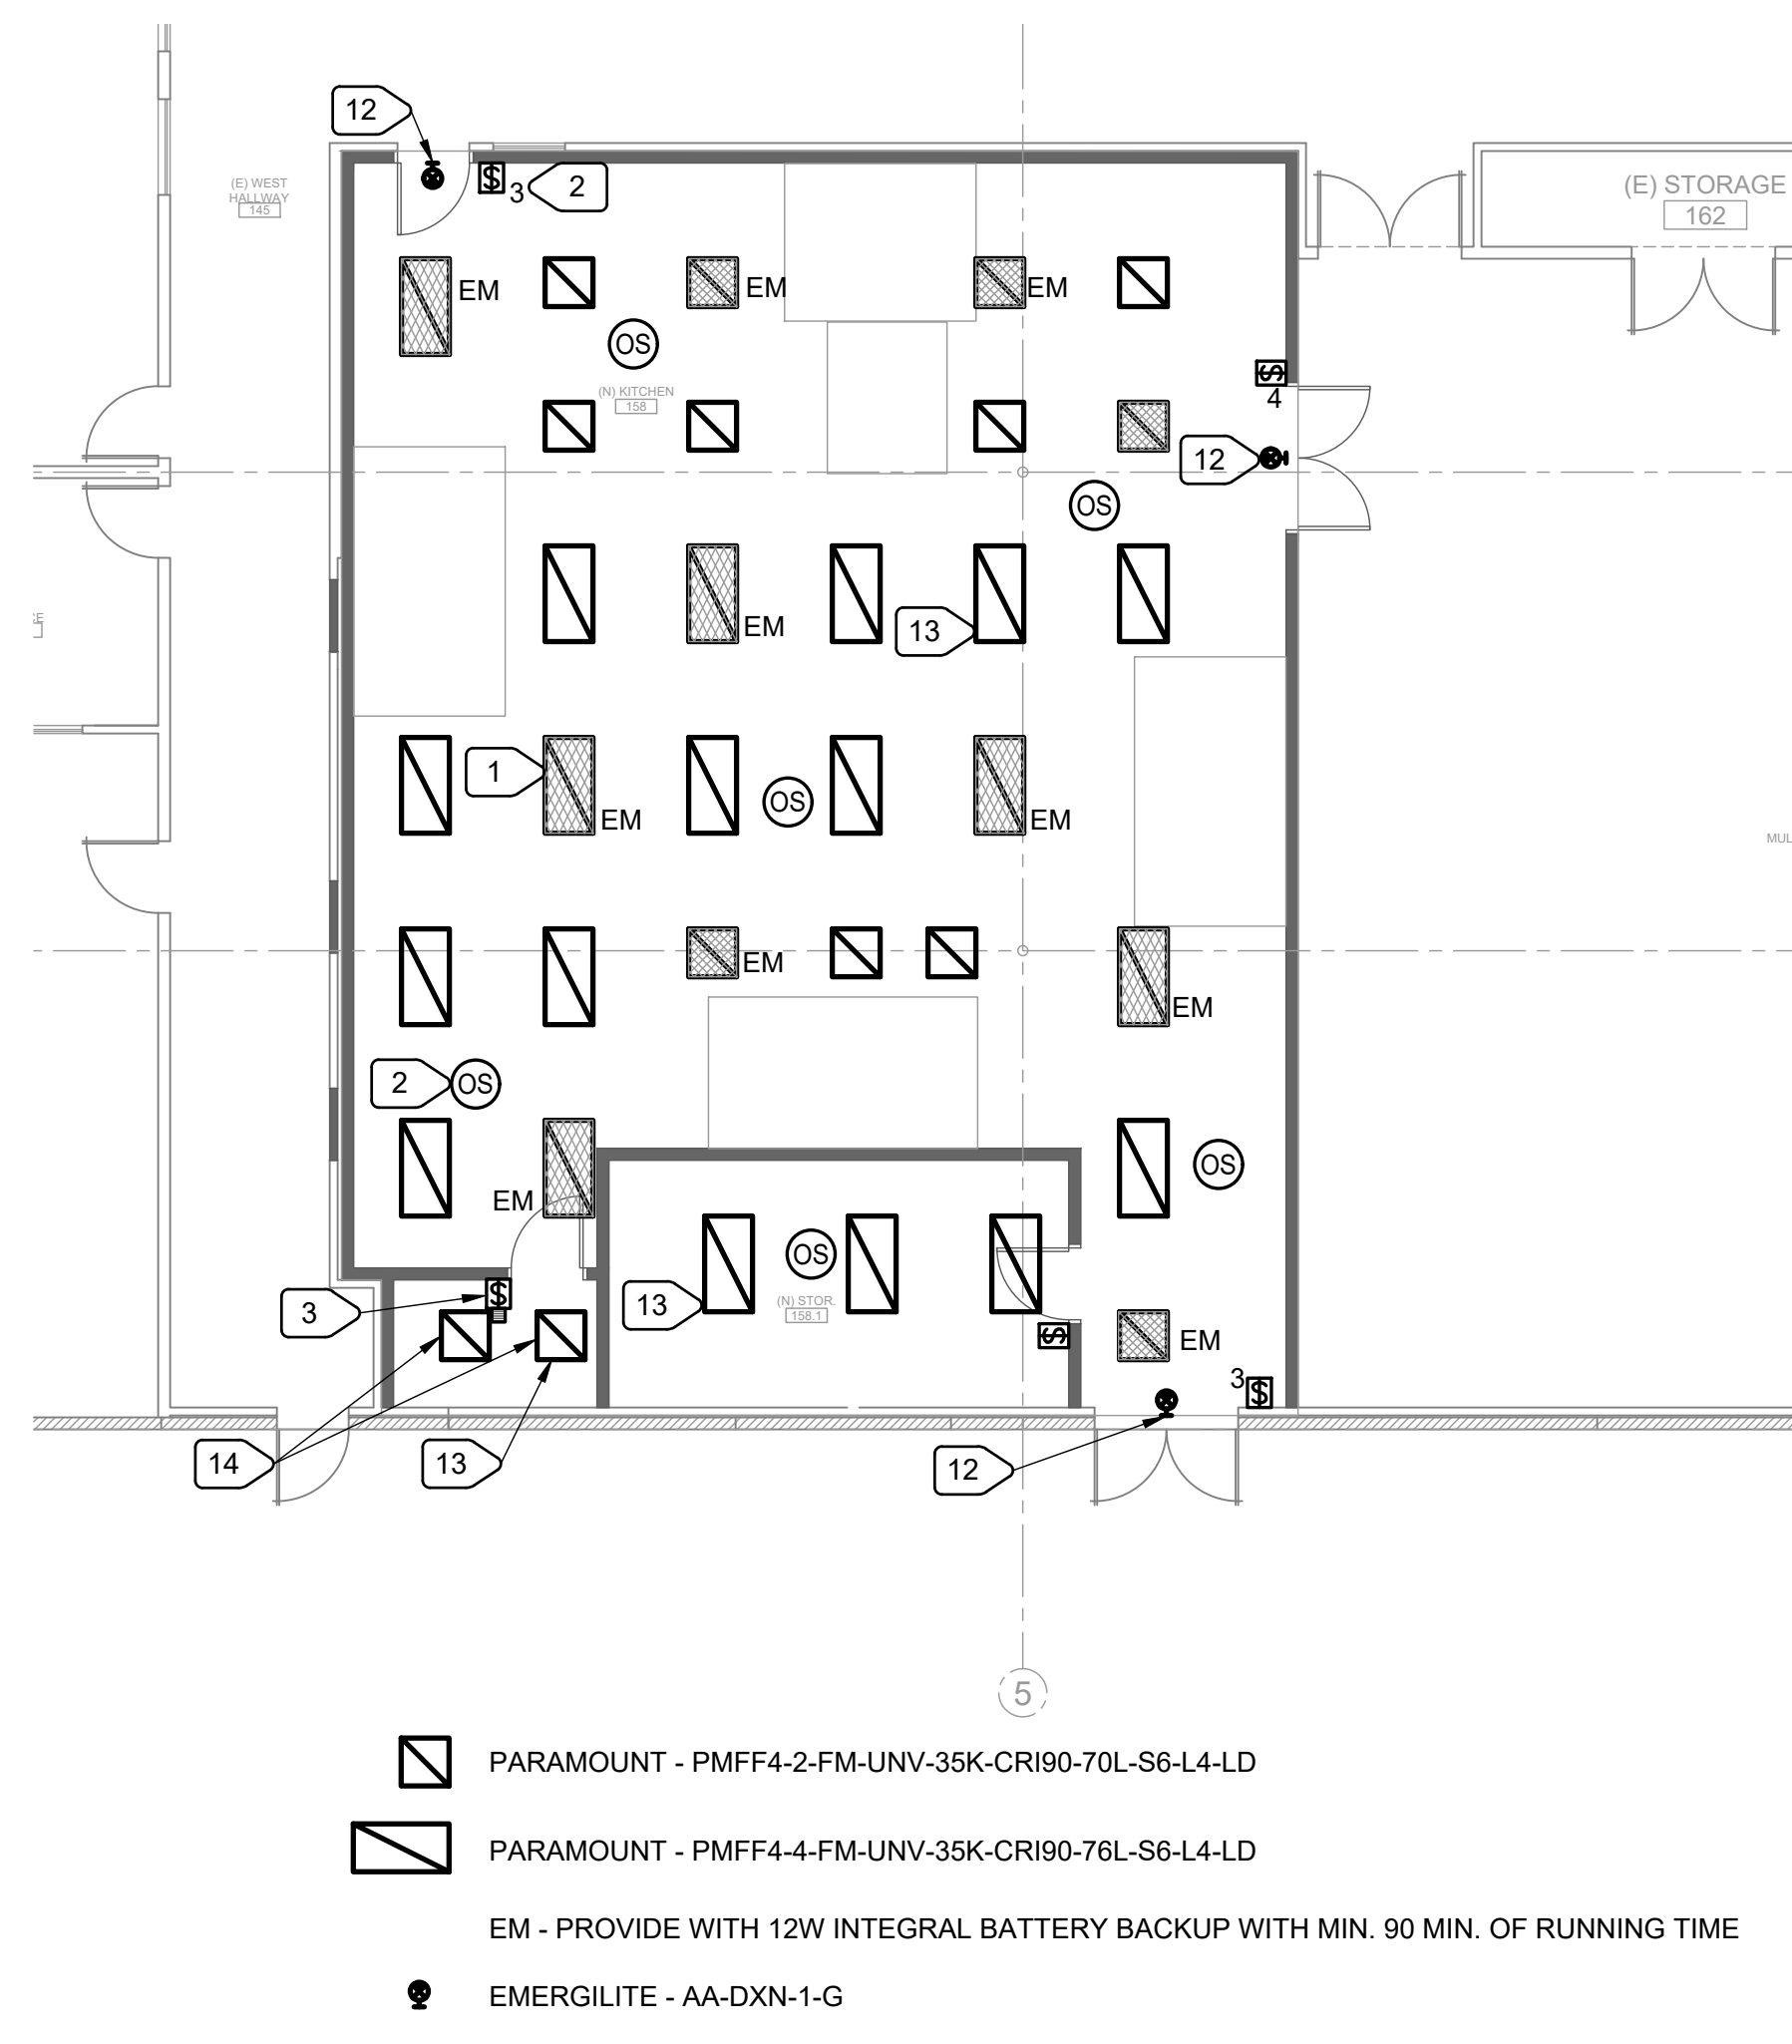 12
(E) WEST
HALLWAY
145
$
3
2
(E) STORAGE
162
EM
EM
EM
OS
(N) KITCHEN
158
$
4
12
OS
EM
13
1
EM
OS
EM
MUL
EM
EM
2
OS
EM
OS
OS
(N) STOR.
158.1
3
$
13
$
EM
3
$
14
13
12
5
PARAMOUNT - PMFF4-2-FM-UNV-35K-CRI90-70L-S6-L4-LD
PARAMOUNT - PMFF4-4-FM-UNV-35K-CRI90-76L-S6-L4-LD
EM - PROVIDE WITH 12W INTEGRAL BATTERY BACKUP WITH MIN. 90 MIN. OF RUNNING TIME
EMERGILITE - AA-DXN-1-G